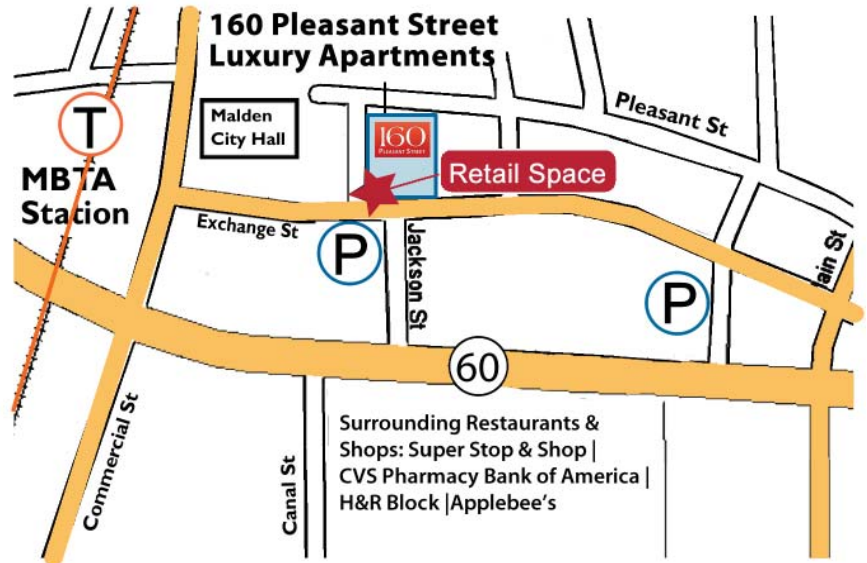 160 Pleasant Street
Luxury Apartments
T
MBTA
Station
Malden
City Hall
160
PLEASANT STREET
Retail Space
Pleasant St
Exchange St
P
Jackson St
P
ain St
60
Commercial St
Canal St
Surrounding Restaurants &
Shops: Super Stop & Shop |
CVS Pharmacy Bank of America |
H&R Block |Applebee's